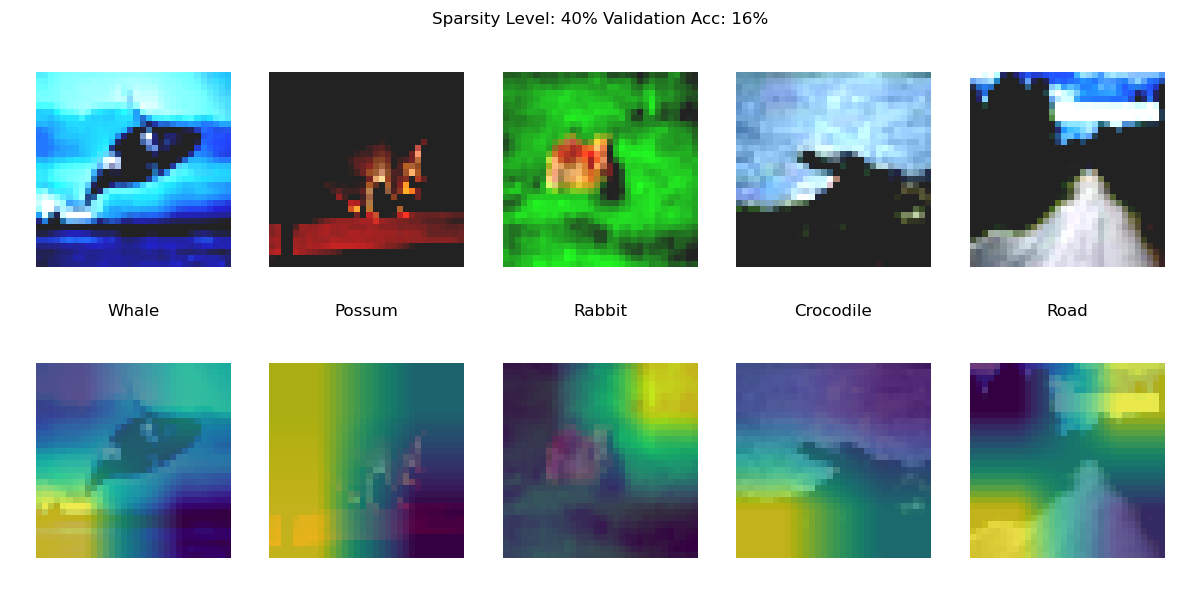 Sparsity Level: 40% Validation Acc: 16%
Whale
Possum
Rabbit
Crocodile
Road